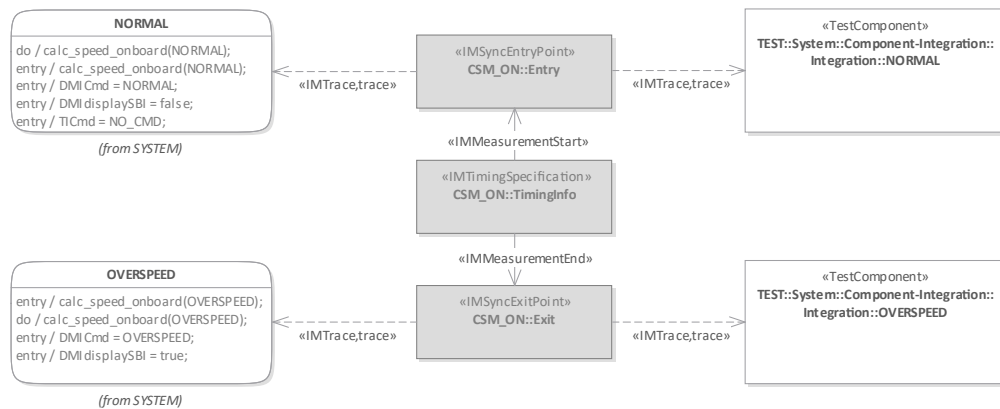 NORMAL
do / calc_speed_onboard(NORMAL);
entry / calc_speed_onboard(NORMAL);
entry / DMICmd = NORMAL;
entry / DMIdisplaySBI = false;
entry / TICmd = NO_CMD;
(from SYSTEM)
«IMTrace,trace»
«IMSyncEntryPoint»
CSM_ON::Entry
«IMTrace,trace»
«TestComponent»
TEST::System::Component-Integration::
Integration::NORMAL
«IMMeasurementStart»
«IMTimingSpecification»
CSM_ON::TimingInfo
«IMMeasurementEnd»
OVERSPEED
entry / calc_speed_onboard(OVERSPEED);
do / calc_speed_onboard(OVERSPEED);
entry / DMICmd = OVERSPEED;
entry / DMIdisplaySBI = true;
(from SYSTEM)
«IMTrace,trace»
«IMSyncExitPoint»
CSM_ON::Exit
«IMTrace,trace»
«TestComponent»
TEST::System::Component-Integration::
Integration::OVERSPEED